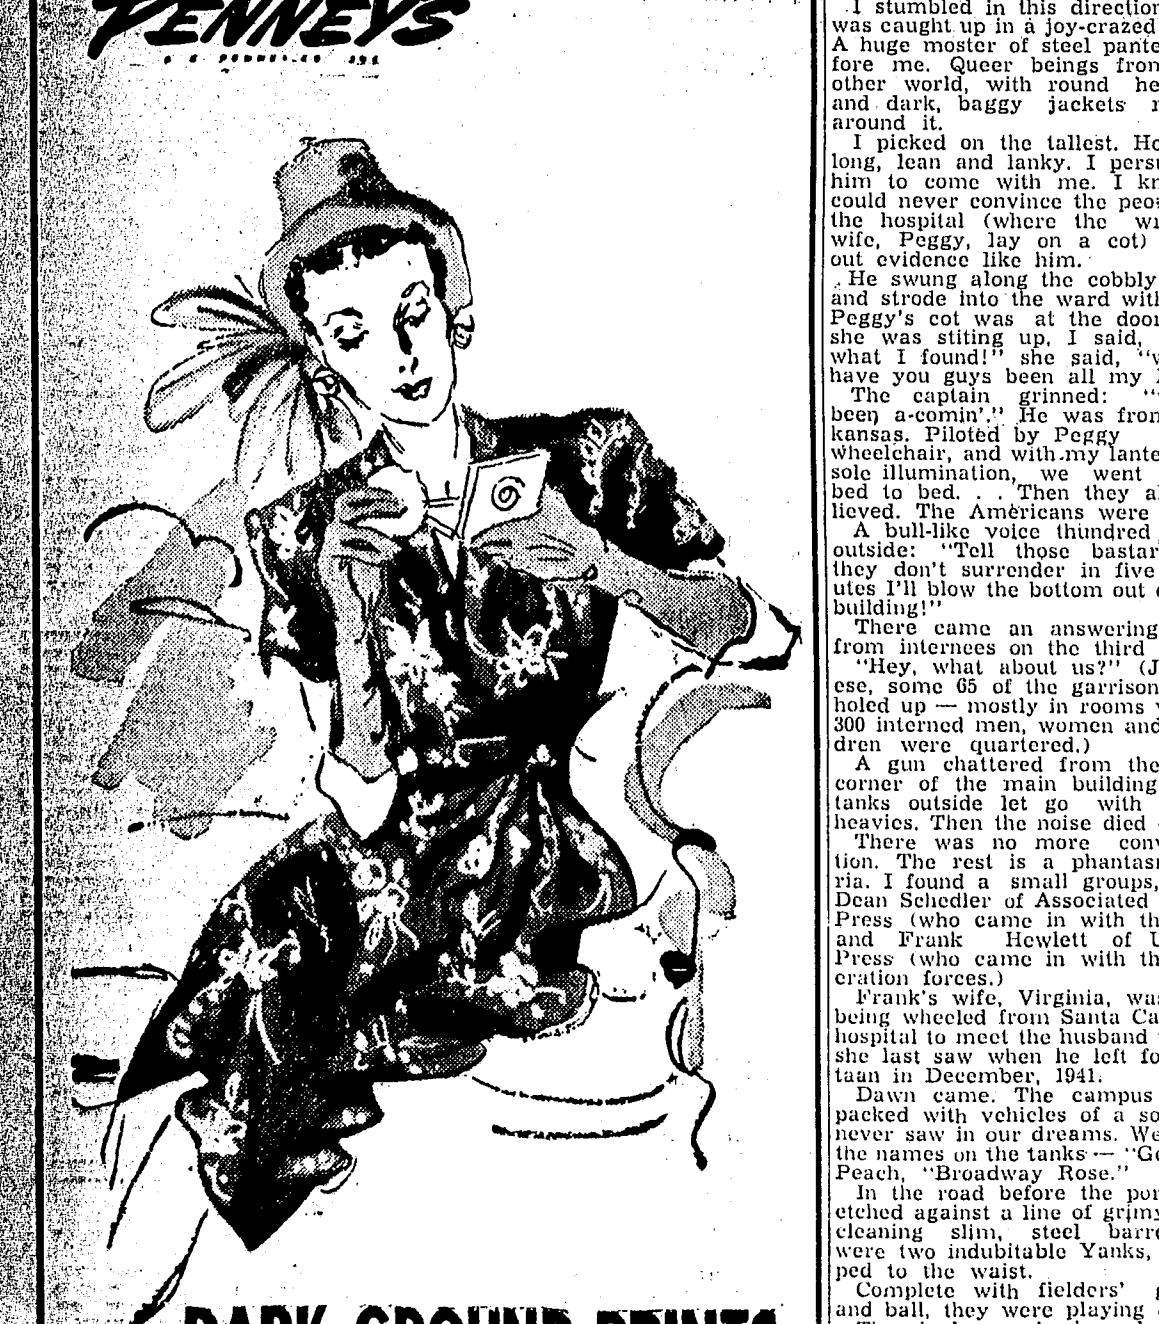 PENNEYS
I stumbled in this direction
was caught up in a joy-crazed
A huge moster of steel pante
fore me. Queer beings from
other world, with round he
and dark, baggy jackets
around it.
I picked on the tallest. He
long, lean and lanky. I persu
him to come with me. I kn
could never convince the peop
the hospital (where the
wife, Peggy, lay on a cot)
out evidence like him.
He swung along the cobbly
and strode into the ward with
Peggy's cot was at the door
she was stiting up, I said,
what I found!" she said, "w
have you guys been all my
The captain grinned: "
been a-comin'." He was from
kansas. Piloted by Peggy
wheelchair, and with my lante
sole illumination, we went
bed to bed. . . Then they a
lieved. The Americans were
A bull-like voice thundred
outside: "Tell those bastar
they don't surrender in five
utes I'll blow the bottom out
building!"
There came an answering
from internees on the third
"Hey, what about us?" (J
ese, some 65 of the garrison
holed up — mostly in rooms
300 interned men, women and
dren were quartered.)
A gun chattered from the
corner of the main building
tanks outside let go with
heavies. Then the noise died
There was no more conv
tion. The rest is a phantasm
ria. I found a small groups,
Dean Schedler of Associated
Press (who came in with th
and Frank Hewlett of U
Press (who came in with th
eration forces.)
Frank's wife, Virginia, was
being wheeled from Santa Ca
hospital to meet the husband
she last saw when he left fo
taan in December, 1941.
Dawn came. The campus
packed with vehicles of a so
never saw in our dreams. We
the names on the tanks — "Ge
Peach, "Broadway Rose."
In the road before the por
etched against a line of grimy
cleaning slim, steel barre
were two indubitable Yanks,
ped to the waist.
Complete with fielders'
and ball, they were playing
DARK GROUND PRINTS